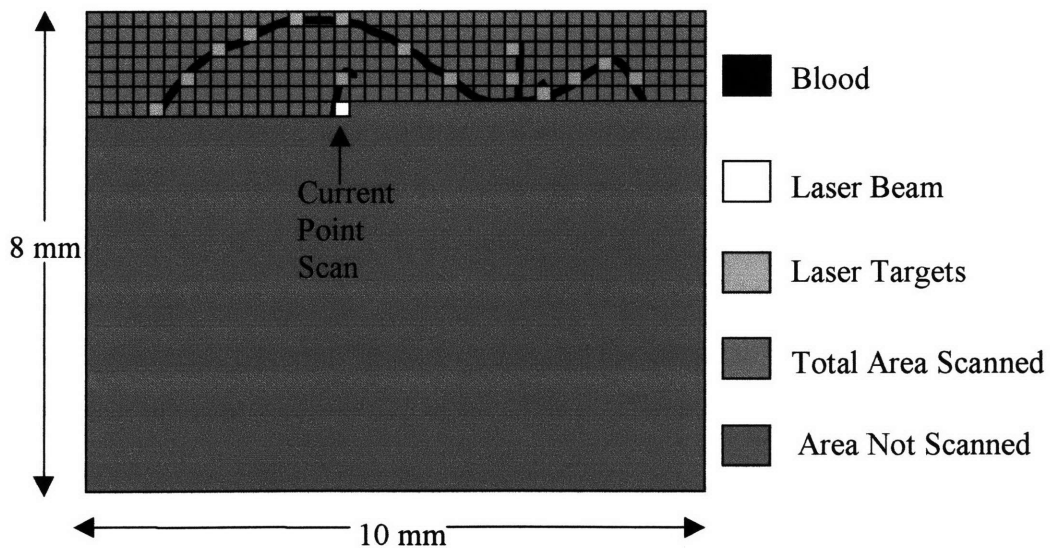 Blood
Laser Beam
Current
Point
Scan
8 mm
Laser Targets
Total Area Scanned
Area Not Scanned
10 mm